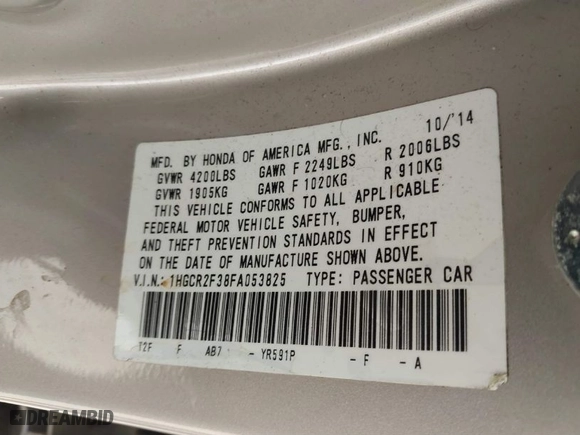 MFD. BY HONDA OF AMERICA MFG., INC. 10/'14
GVWR 4200LBS GAWR F 2249LBS R 2006LBS
GVWR 1905KG GAWR F 1020KG R 910KG
THIS VEHICLE CONFORMS TO ALL APPLICABLE
FEDERAL MOTOR VEHICLE SAFETY, BUMPER,
AND THEFT PREVENTION STANDARDS IN EFFECT
ON THE DATE OF MANUFACTURE SHOWN ABOVE.
V.I.N.: 1HGCR2F38FA053825 TYPE: PASSENGER CAR
T2F F AB7 - YR591P - F - A
DREAMBID